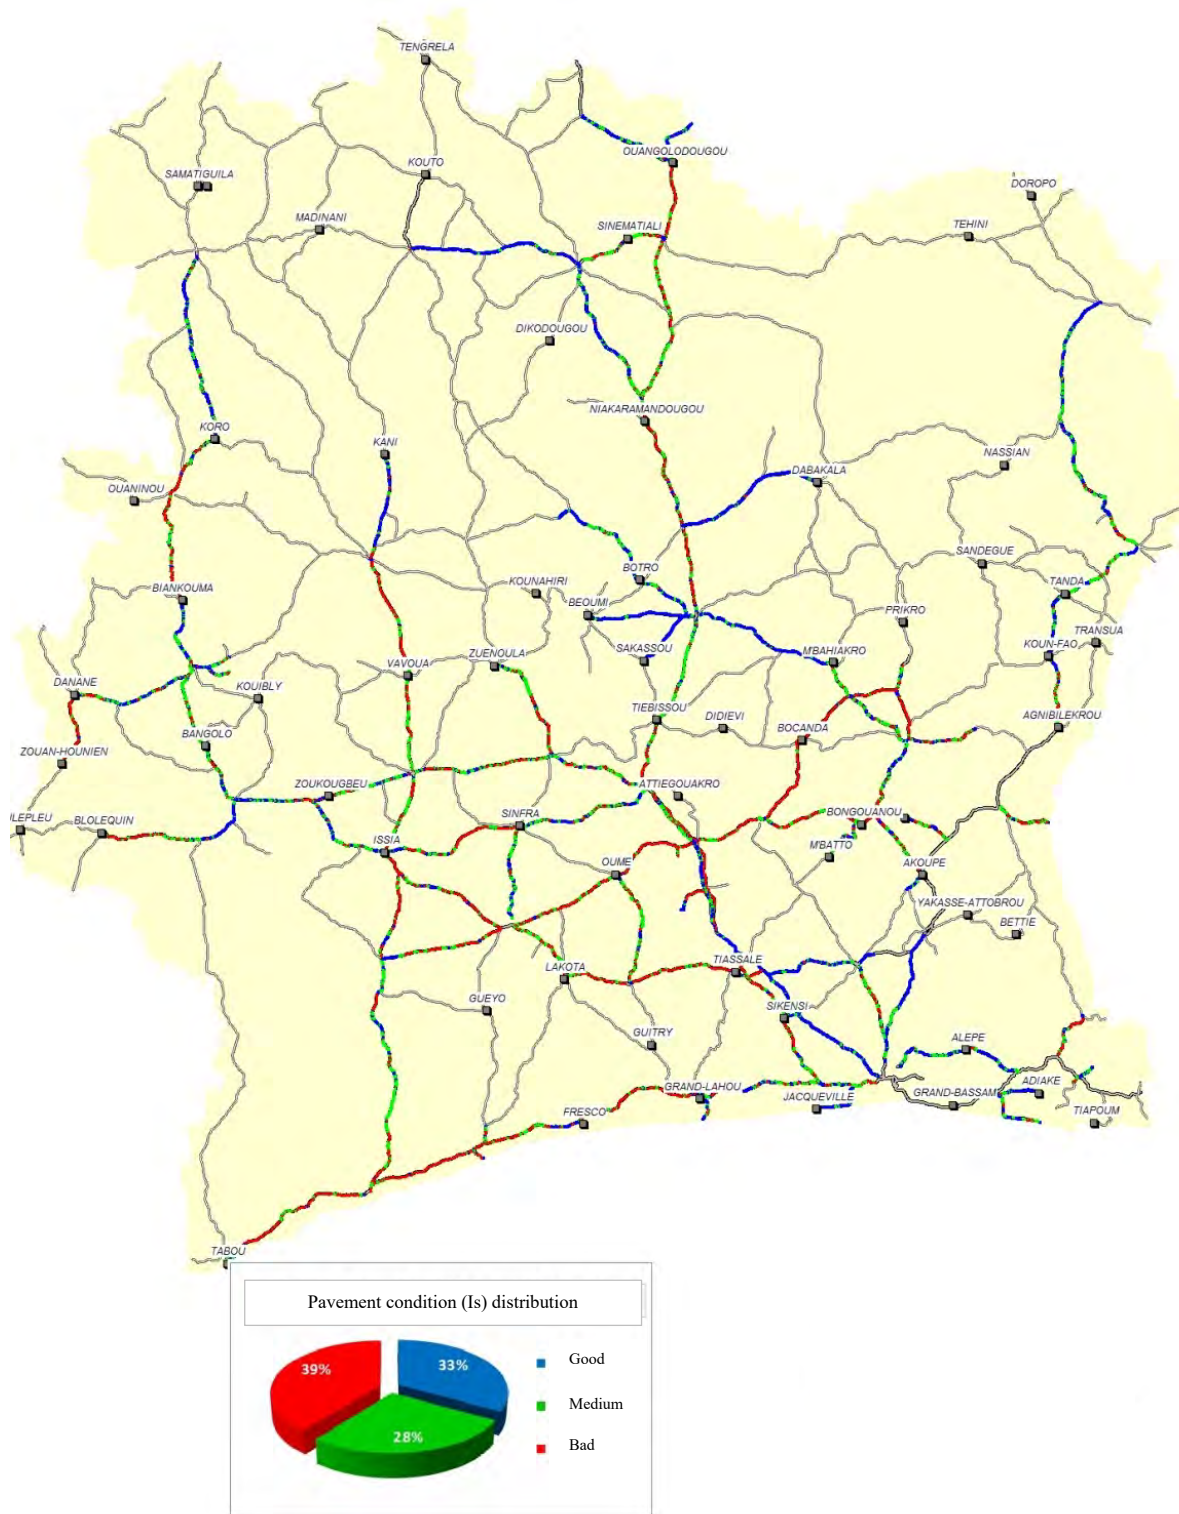 TENGRELA
OUANGOLODOUGOU
KOUTO
SAMATIGUILA
DOROPO
MADINANI
SINEMATIALI
TEHINI
DIKODOUGOU
NIAKARAMANDOUGOU
KORO
KANI
NASSIAN
DABAKALA
OUANINOU
SANDEGUE
BOTRO
KOUNAHIRI
TANDA
BIANKOUMA
BEOUMI
PRIKRO
TRANSUA
KOUN-FAO
SAKASSOU
M'BAHIAKRO
ZUENOULA
VAVOUA
DANANE
KOUIBLY
TIEBISSOU
DIDIEVI
AGNIBILEKROU
BOCANDA
BANGOLO
ZOUAN-HOUNIEN
ZOUKOUGBEU
ATTIEGOUAKRO
ULEPLEU
BLOLEQUIN
SINFRA
BONGOUANOU
ISSIA
M'BATTO
OUME
AKOUPE
YAKASSE-ATTOBROU
BETTIE
TIASSALE
LAKOTA
GUEYO
SIKENSI
GUITRY
ALEPE
GRAND-LAHOU
JACQUEVILLE
GRAND-BASSAM
ADIAKE
FRESCO
TIAPOUM
TABOU
Pavement condition (Is) distribution
39%
33%
28%
Good
Medium
Bad